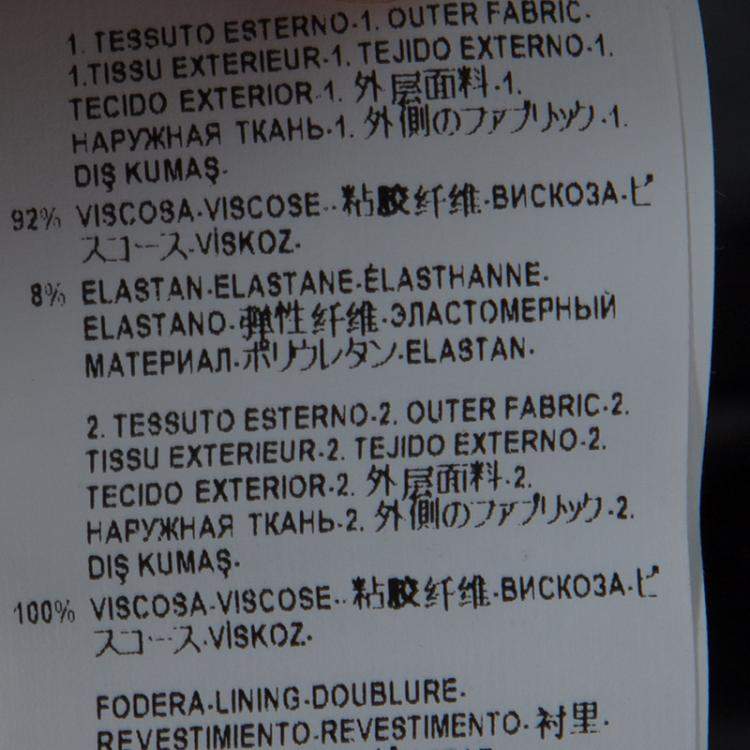 1. TESSUTO ESTERNO·1. OUTER FABRIC·
1.TISSU EXTERIEUR·1. TEJIDO EXTERNO·1.
TECIDO EXTERIOR·1. 外层面料·1.
НАРУЖНАЯ ТКАНЬ·1. 外側のファブリック·1.
DIŞ KUMAŞ·
92% VISCOSA·VISCOSE··粘胶纤维·ВИСКОЗА·ビ
スコース·VİSKOZ·
8% ELASTAN·ELASTANE·ÉLASTHANNE·
ELASTANO·弹性纤维·ЭЛАСТОМЕРНЫЙ
МАТЕРИАЛ·ポリウレタン·ELASTAN·
2. TESSUTO ESTERNO·2. OUTER FABRIC·2.
TISSU EXTERIEUR·2. TEJIDO EXTERNO·2.
TECIDO EXTERIOR·2. 外层面料·2.
НАРУЖНАЯ ТКАНЬ·2. 外側のファブリック·2.
DIŞ KUMAŞ·
100% VISCOSA·VISCOSE··粘胶纤维·ВИСКОЗА·ビ
スコース·VİSKOZ·
FODERA·LINING·DOUBLURE·
REVESTIMIENTO·REVESTIMENTO·衬里·